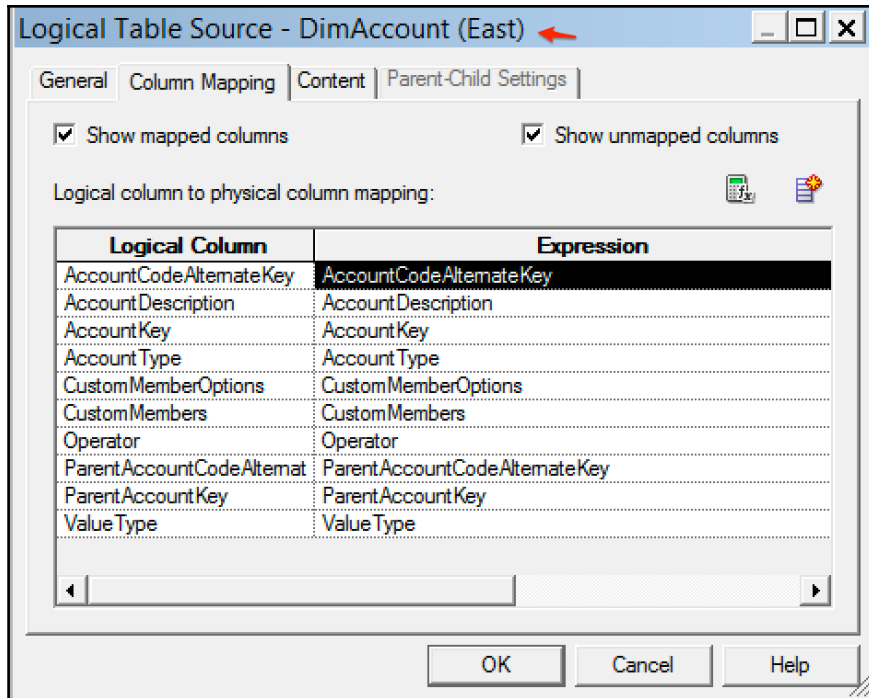 Logical Table Source - DimAccount (East)
General Column Mapping Content Parent-Child Settings
Show mapped columns Show unmapped columns
Logical column to physical column mapping:
Logical Column Expression
AccountCodeAlternateKey AccountCodeAlternateKey
AccountDescription AccountDescription
AccountKey AccountKey
AccountType AccountType
CustomMemberOptions CustomMemberOptions
CustomMembers CustomMembers
Operator Operator
ParentAccountCodeAlternat ParentAccountCodeAlternateKey
ParentAccountKey ParentAccountKey
ValueType ValueType
OK Cancel Help